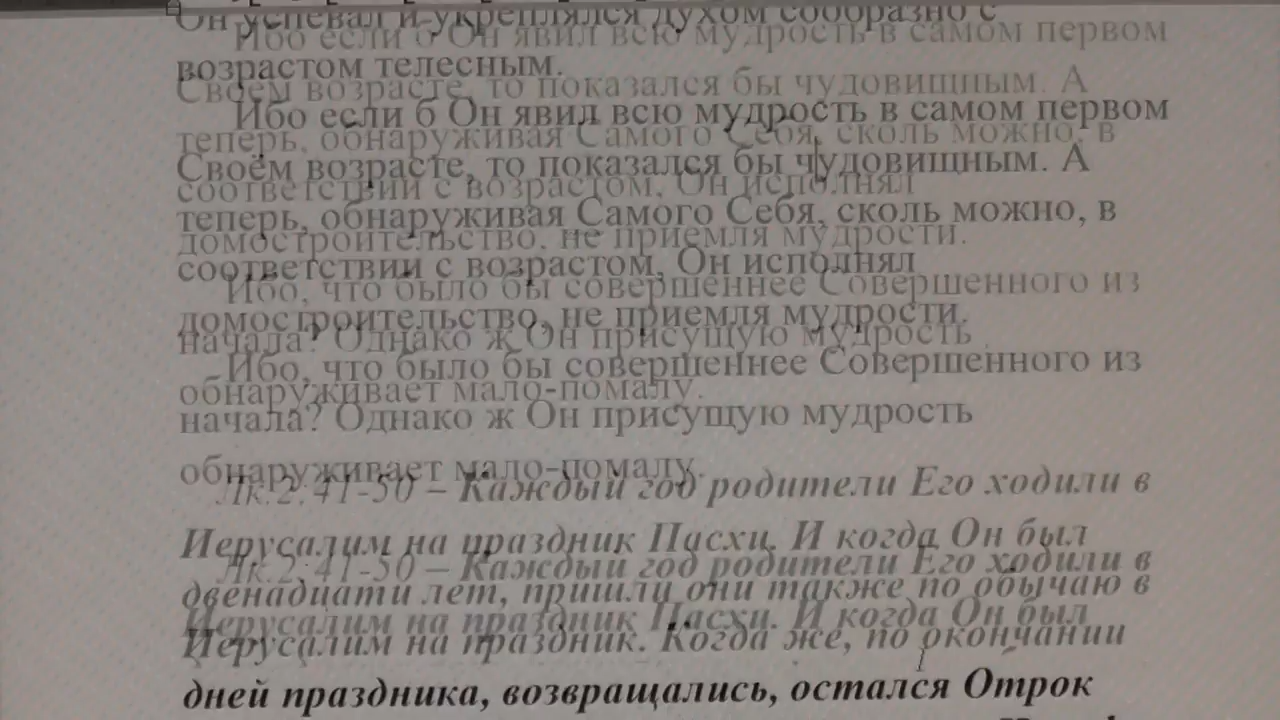 Он успевал и укреплялся духом сообразно с
возрастом телесным.
Ибо если б Он явил всю мудрость в самом первом
Своём возрасте, то показался бы чудовищным. А
теперь, обнаруживая Самого Себя, сколь можно, в
соответствии с возрастом, Он исполнял
домостроительство, не приемля мудрости.
Ибо, что было бы совершеннее Совершенного из
начала? Однако ж Он присущую мудрость
обнаруживает мало-помалу.
Лк.2:41-50 – Каждый год родители Его ходили в
Иерусалим на праздник Пасхи. И когда Он был
двенадцати лет, пришли они также по обычаю в
Иерусалим на праздник. Когда же, по окончании
дней праздника, возвращались, остался Отрок